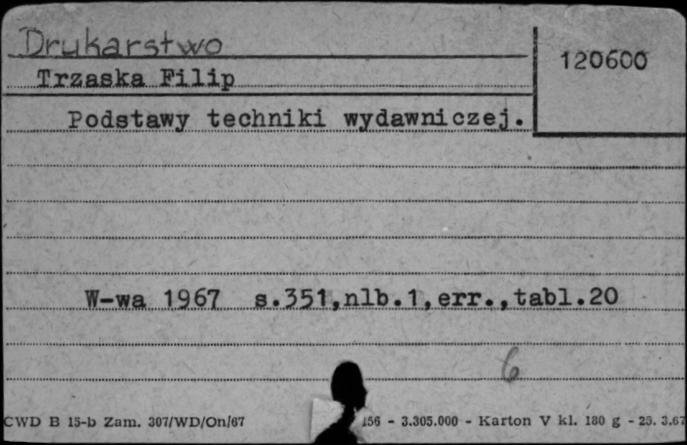 Drukarstwo
120600
Trzaska Filip
Podstawy techniki wydawniczej.
W-wa 1967 s.351,nlb.1,err.,tabl.20
6
CWD B 15-b Zam. 307/WD/On/67 156 - 3.305.000 - Karton V kl. 180 g - 25. 3.67